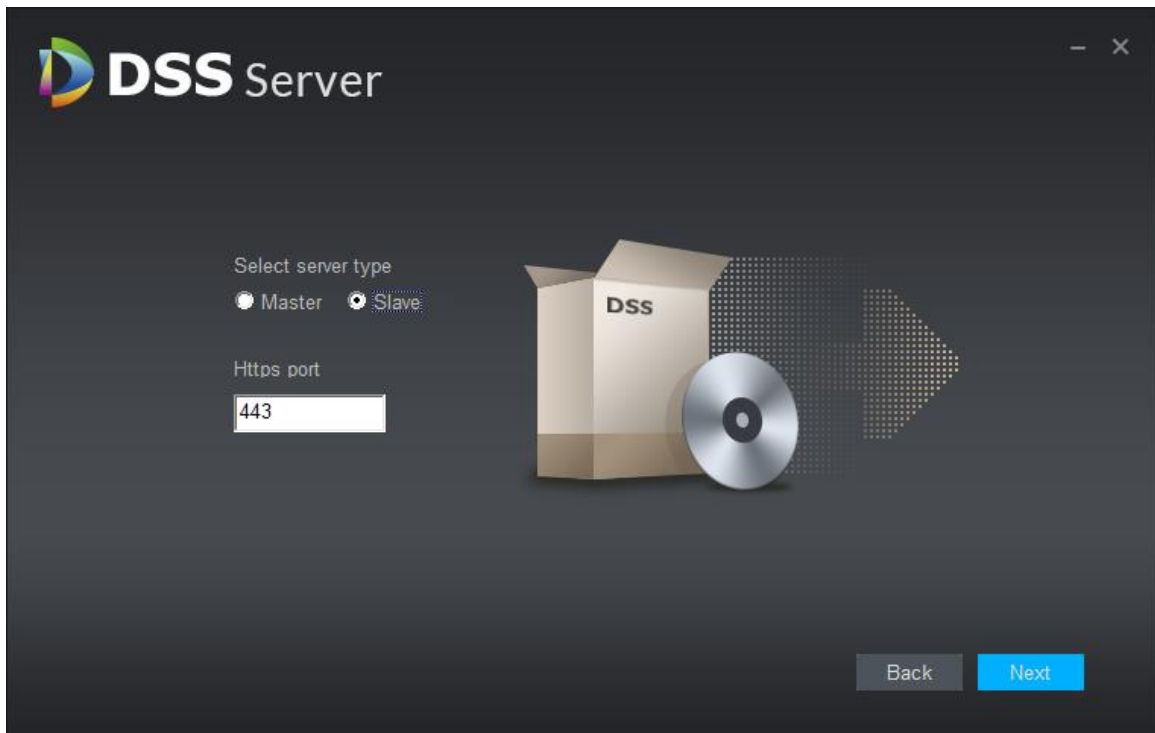 DSS Server
Select server type
Master Slave
DSS
Https port
443
Back Next